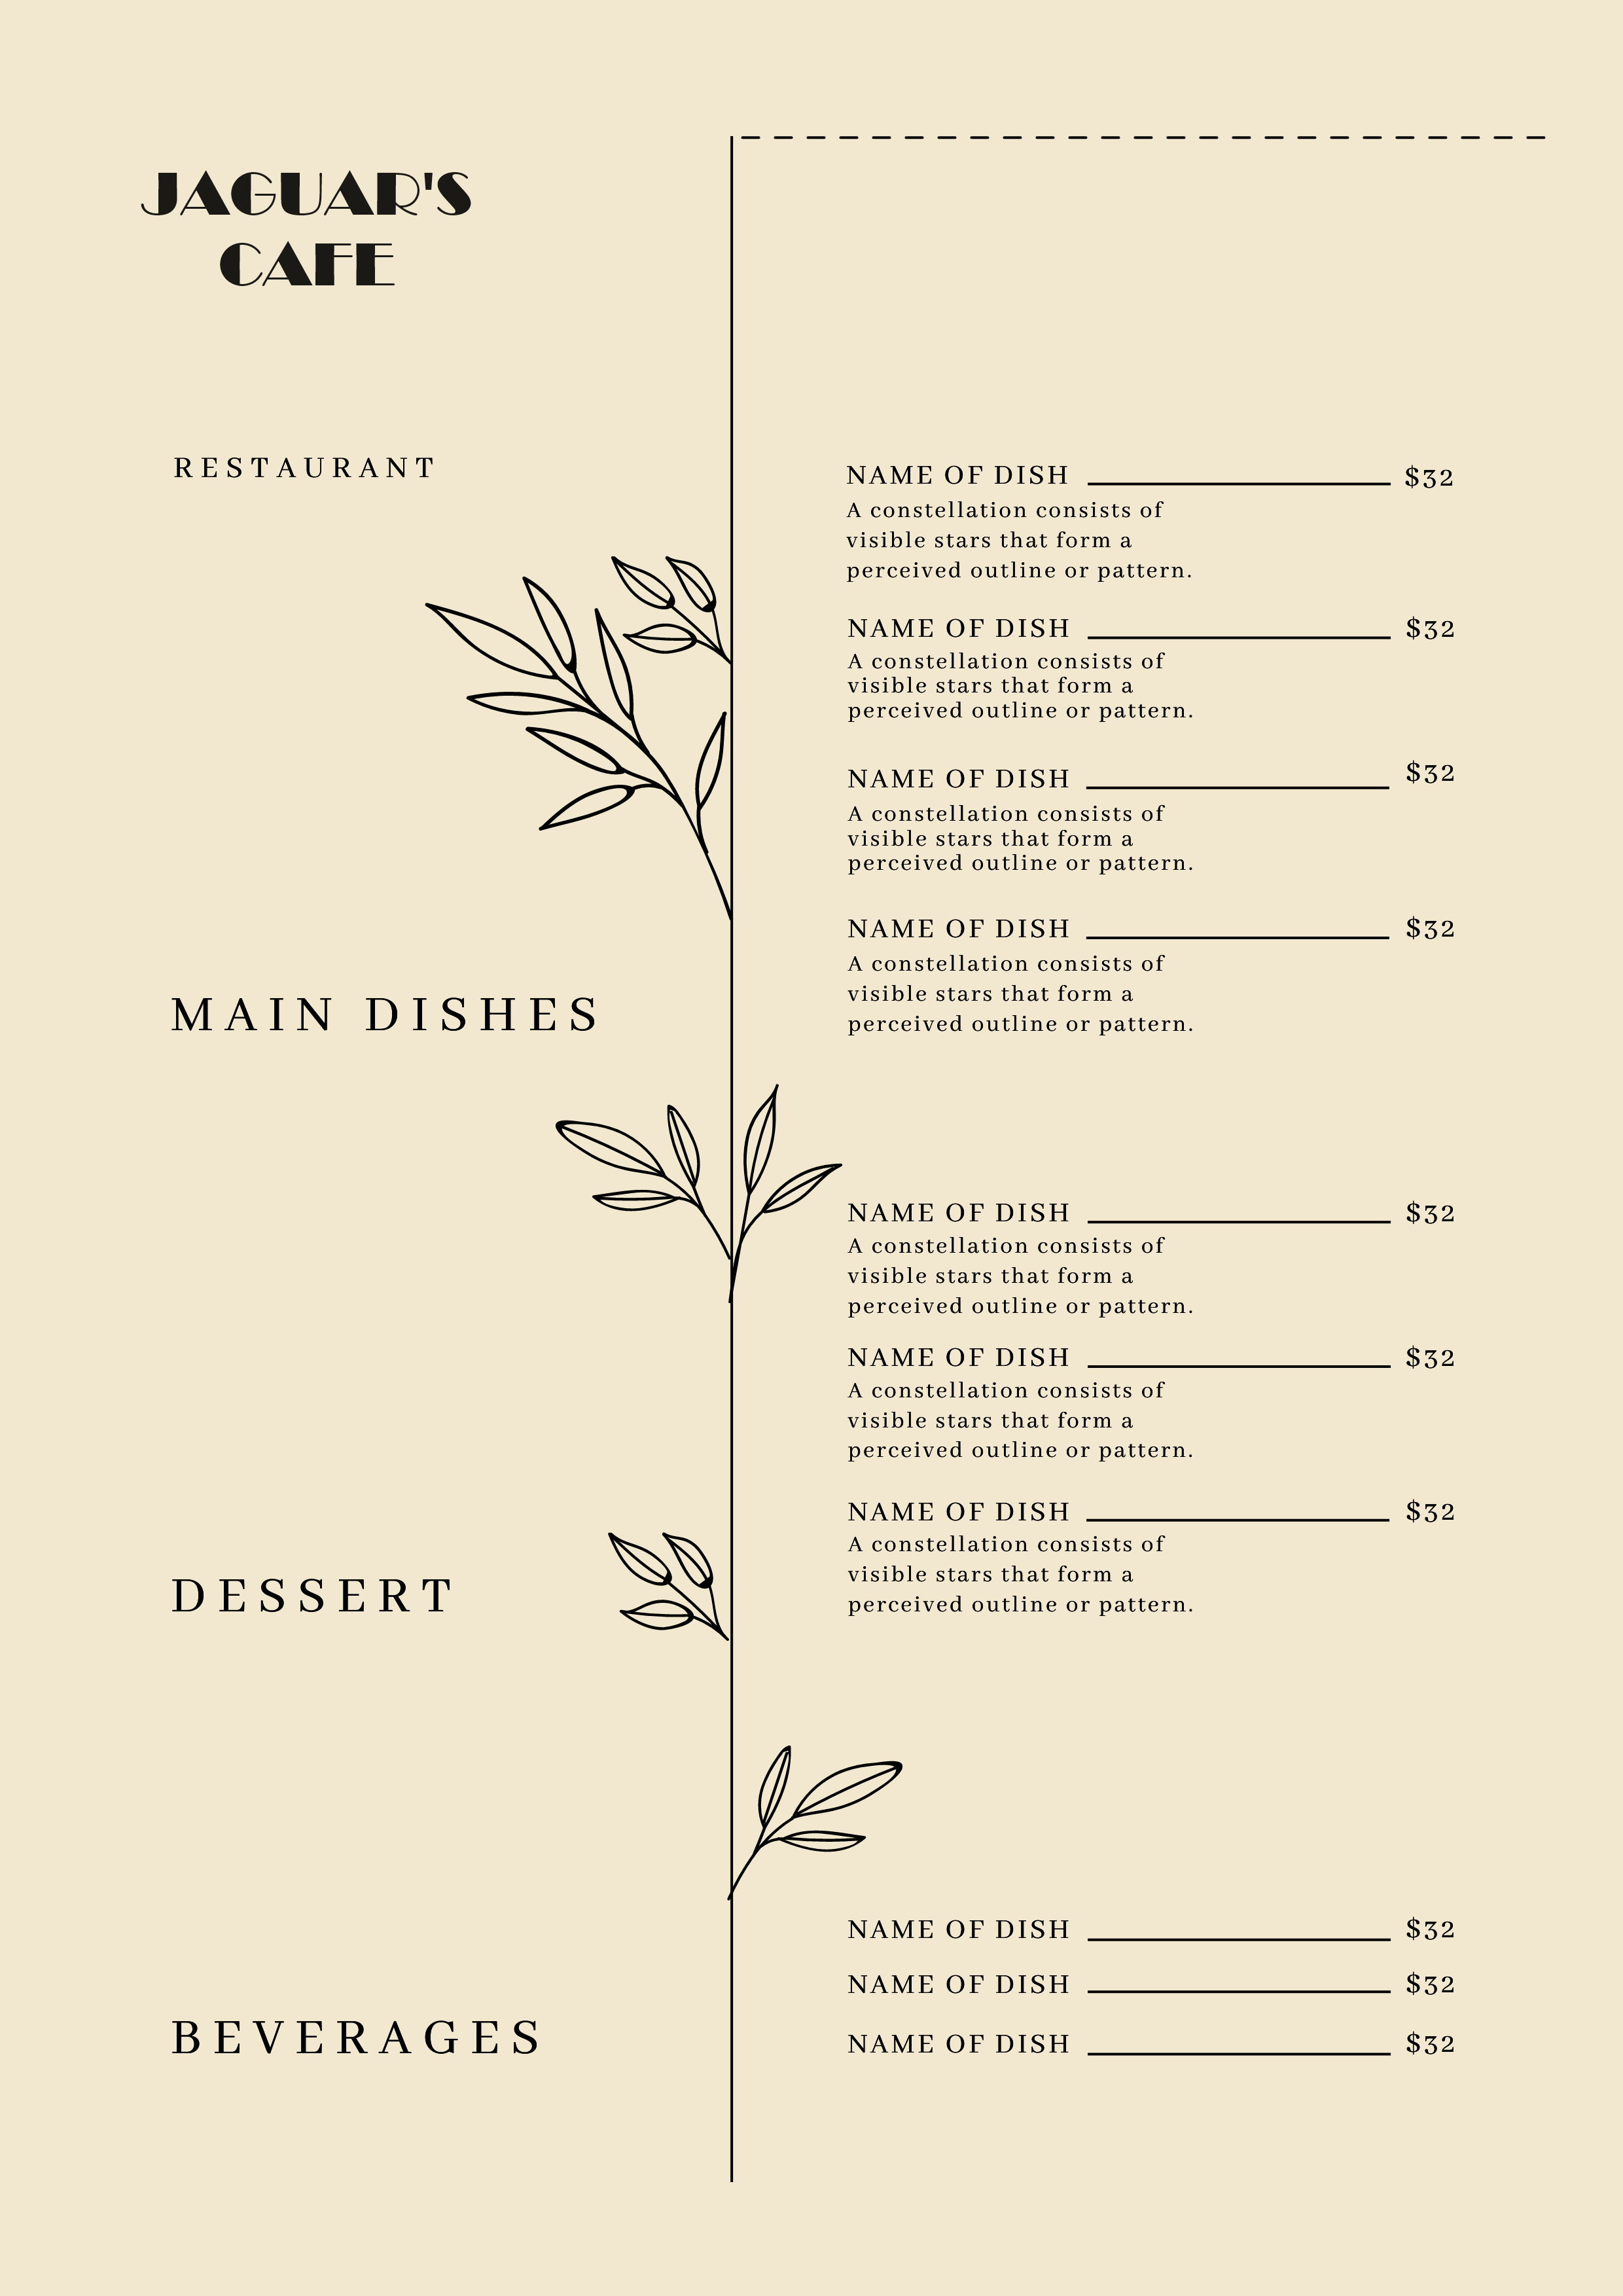 JAGUAR'S
CAFE
RESTAURANT
NAME OF DISH $32
A constellation consists of
visible stars that form a
perceived outline or pattern.
NAME OF DISH $32
A constellation consists of
visible stars that form a
perceived outline or pattern.
NAME OF DISH $32
A constellation consists of
visible stars that form a
perceived outline or pattern.
NAME OF DISH $32
A constellation consists of
visible stars that form a
perceived outline or pattern.
MAIN DISHES
NAME OF DISH $32
A constellation consists of
visible stars that form a
perceived outline or pattern.
NAME OF DISH $32
A constellation consists of
visible stars that form a
perceived outline or pattern.
NAME OF DISH $32
A constellation consists of
visible stars that form a
perceived outline or pattern.
DESSERT
NAME OF DISH $32
NAME OF DISH $32
NAME OF DISH $32
BEVERAGES